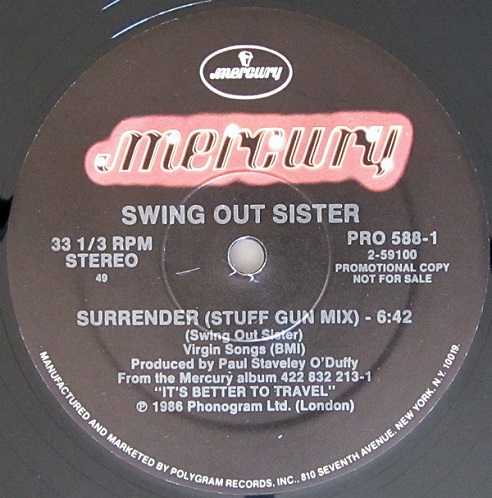 mercury
mercury
SWING OUT SISTER
33 1/3 RPM
STEREO
49
PRO 588-1
2-59100
PROMOTIONAL COPY
NOT FOR SALE
SURRENDER (STUFF GUN MIX) - 6:42
(Swing Out Sister)
Virgin Songs (BMI)
Produced by Paul Staveley O'Duffy
From the Mercury album 422 832 213-1
"IT'S BETTER TO TRAVEL"
℗ 1986 Phonogram Ltd. (London)
MANUFACTURED AND MARKETED BY POLYGRAM RECORDS, INC., 810 SEVENTH AVENUE, NEW YORK, N.Y. 10019.